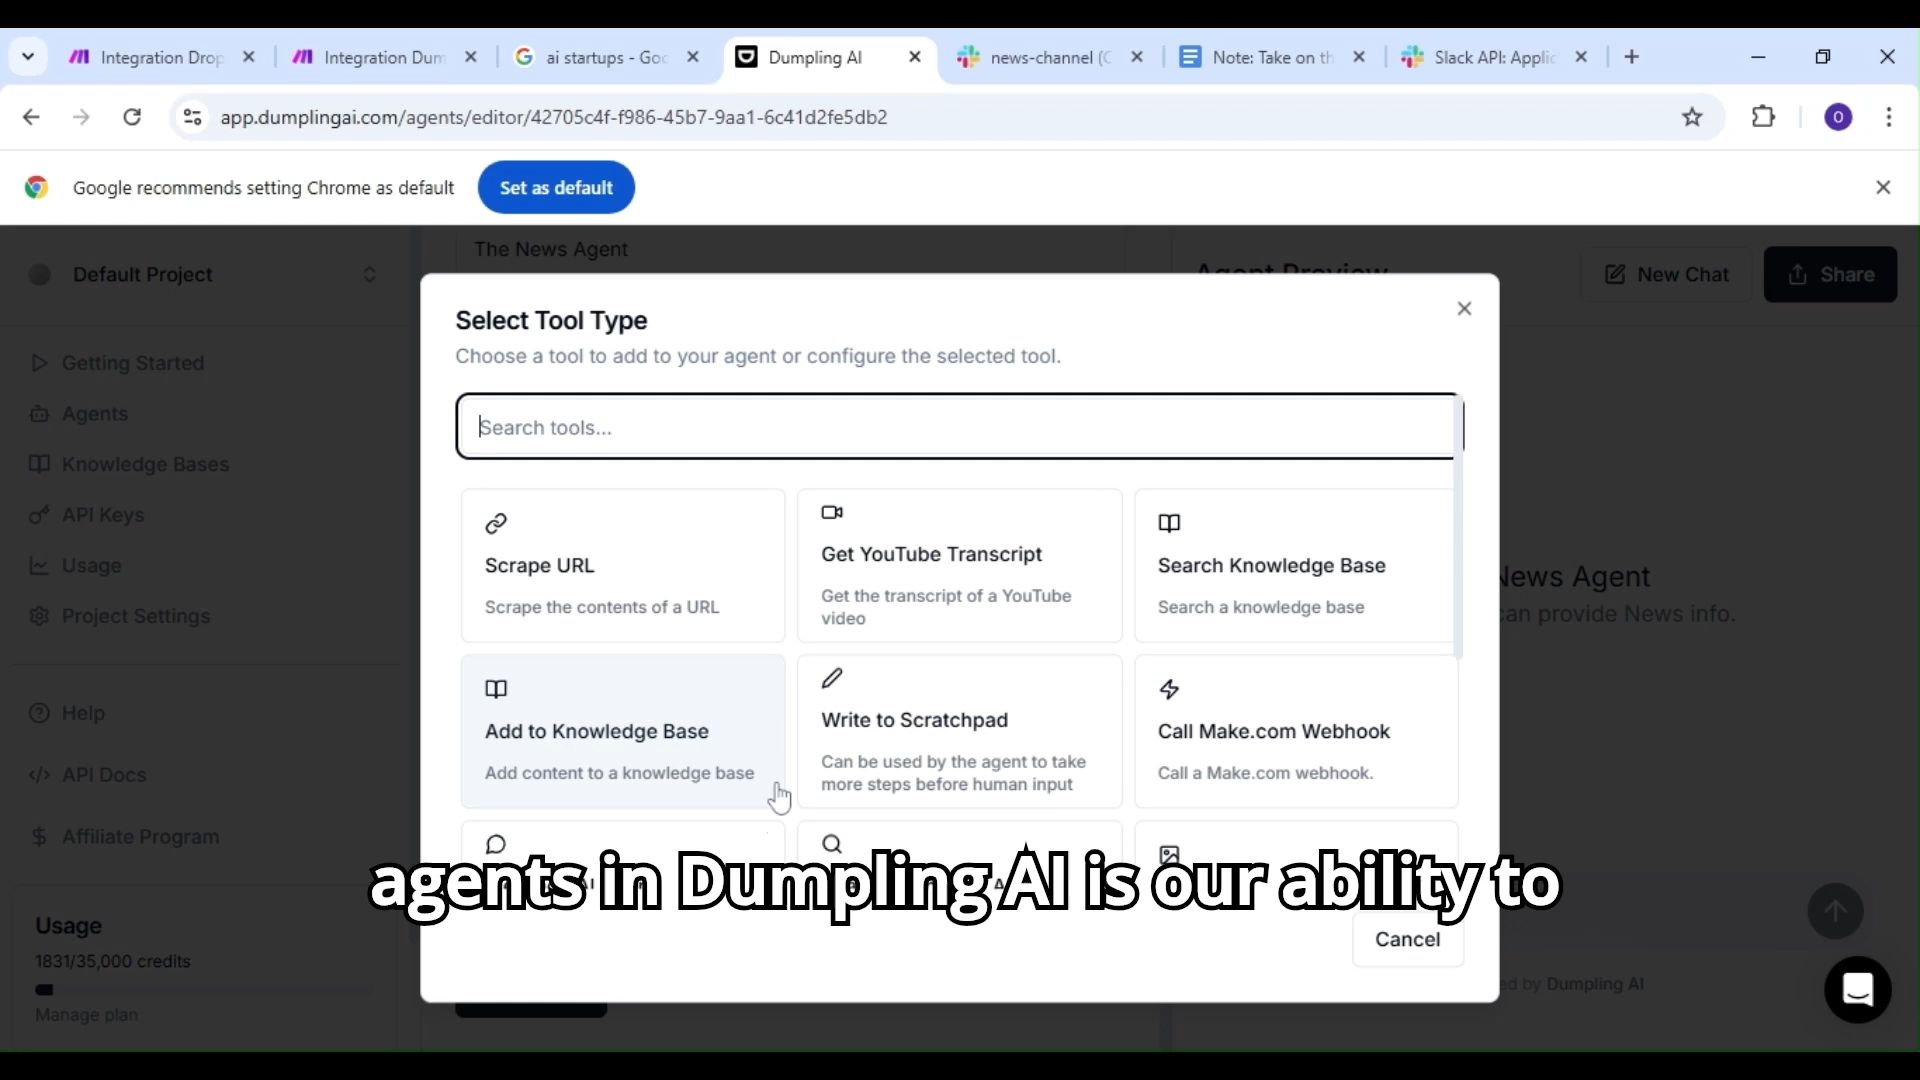 Integration Drop
Integration Dum
ai startups - Goo
Dumpling AI
news-channel (C
Note: Take on th
Slack API: Applic
app.dumplingai.com/agents/editor/42705c4f-f986-45b7-9aa1-6c41d2fe5db2
O
Google recommends setting Chrome as default
Set as default
Default Project
The News Agent
Agent Preview
New Chat
Share
Getting Started
Agents
Knowledge Bases
API Keys
Usage
Project Settings
Help
API Docs
Affiliate Program
Usage
1831/35,000 credits
Manage plan
Select Tool Type
Choose a tool to add to your agent or configure the selected tool.
Search tools...
Scrape URL
Scrape the contents of a URL
Get YouTube Transcript
Get the transcript of a YouTube
video
Search Knowledge Base
Search a knowledge base
Add to Knowledge Base
Add content to a knowledge base
Write to Scratchpad
Can be used by the agent to take
more steps before human input
Call Make.com Webhook
Call a Make.com webhook.
agents in Dumpling AI is our ability to
Cancel
News Agent
can provide News info.
by Dumpling AI